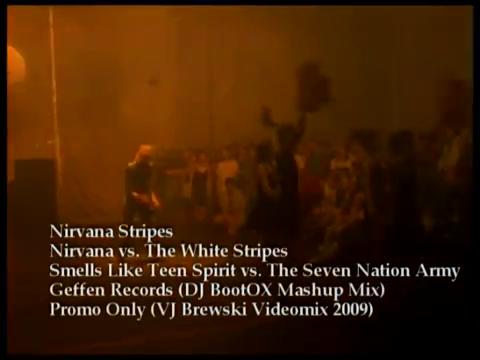 Nirvana Stripes
Nirvana vs. The White Stripes
Smells Like Teen Spirit vs. The Seven Nation Army
Geffen Records (DJ BootOX Mashup Mix)
Promo Only (VJ Brewski Videomix 2009)